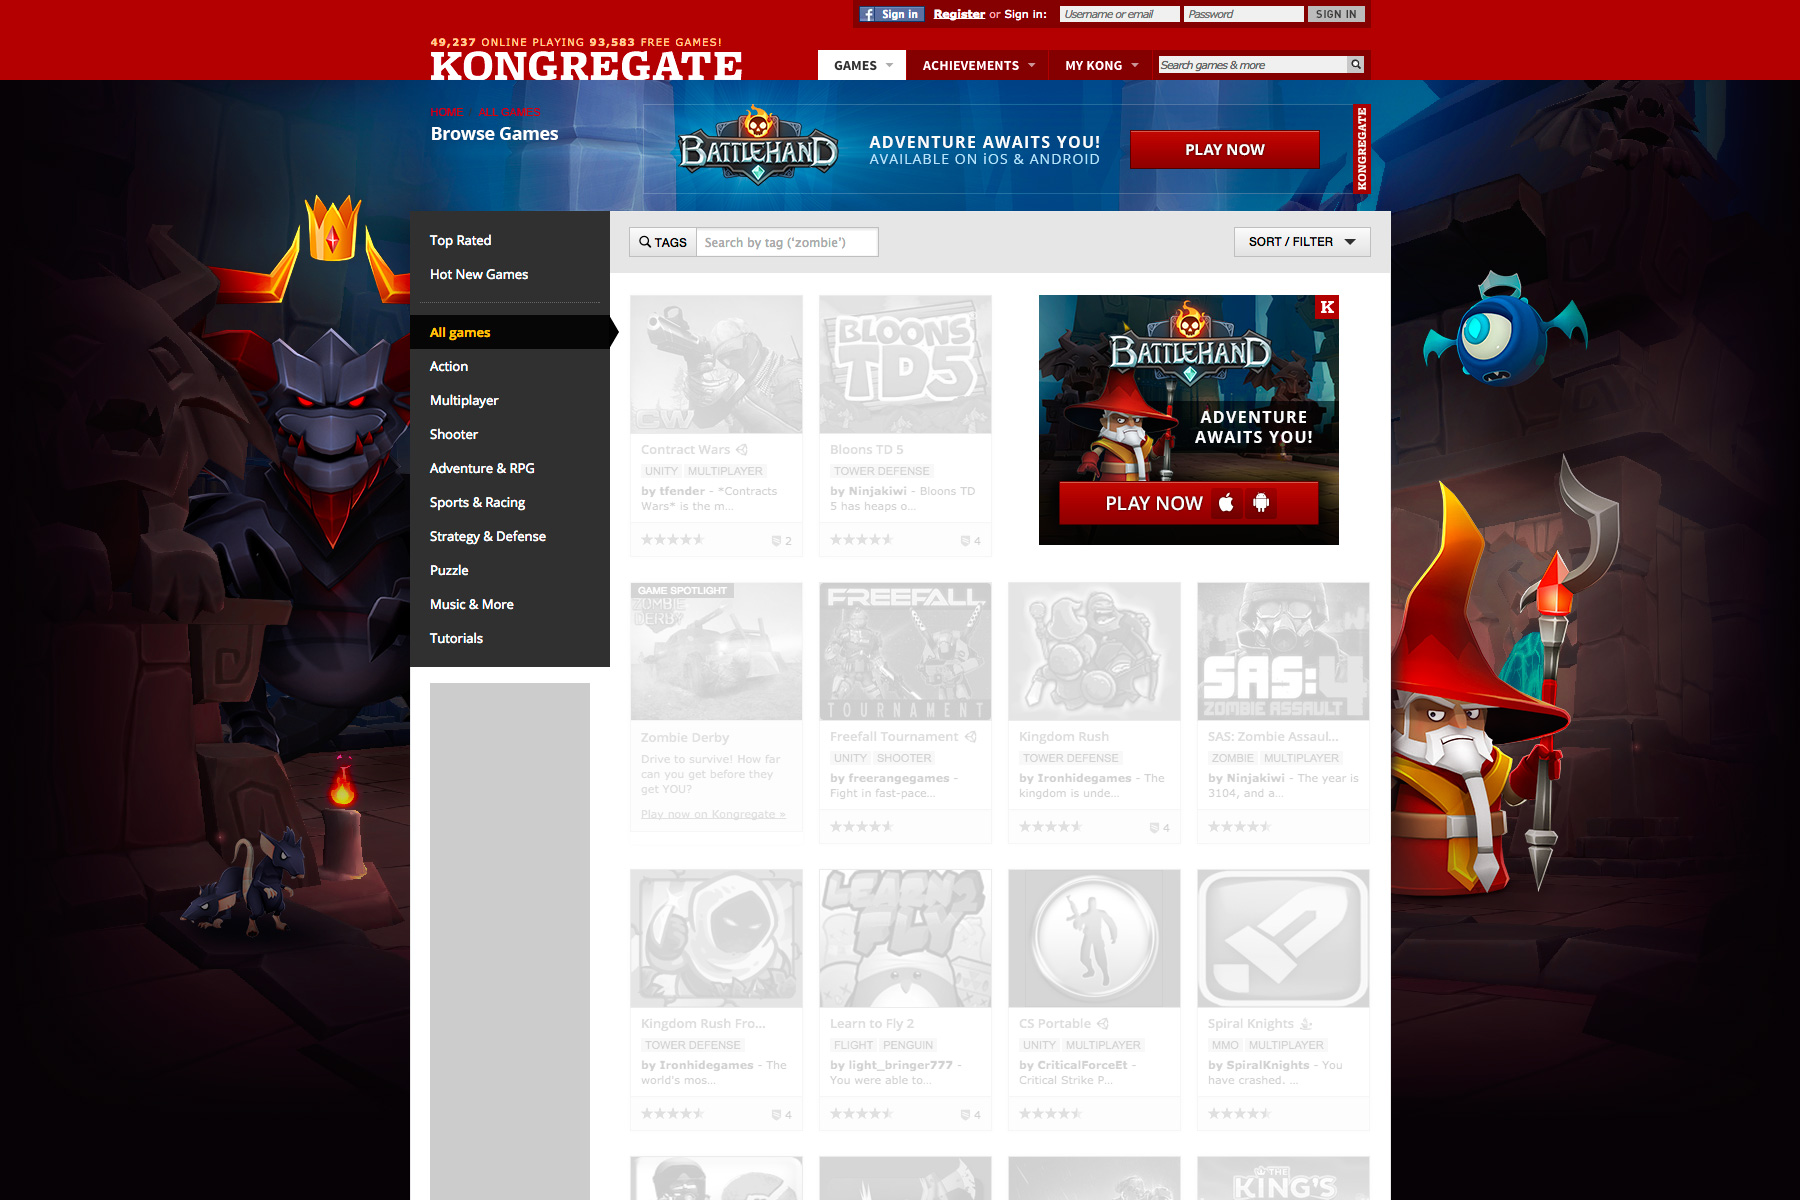 Sign in
Register or Sign in:
Username or email
Password
SIGN IN
49,237 ONLINE PLAYING 93,583 FREE GAMES!
KONGREGATE
GAMES
ACHIEVEMENTS
MY KONG
Search games & more
HOME ALL GAMES
Browse Games
BATTLEHAND
ADVENTURE AWAITS YOU!
AVAILABLE ON iOS & ANDROID
PLAY NOW
KONGREGATE
Top Rated
Hot New Games
All games
Action
Multiplayer
Shooter
Adventure & RPG
Sports & Racing
Strategy & Defense
Puzzle
Music & More
Tutorials
TAGS
Search by tag ('zombie')
SORT / FILTER
CW
Contract Wars
UNITY MULTIPLAYER
by tfender - *Contracts
Wars* is the m...
2
BLOONS
TD5
Bloons TD 5
TOWER DEFENSE
by Ninjakiwi - Bloons TD
5 has heaps o...
4
K
BATTLEHAND
ADVENTURE
AWAITS YOU!
PLAY NOW
GAME SPOTLIGHT
ZOMBIE
DERBY
Zombie Derby
Drive to survive! How far
can you get before they
get YOU?
Play now on Kongregate »
FREEFALL
TOURNAMENT
Freefall Tournament
UNITY SHOOTER
by freerangegames -
Fight in fast-pace...
Kingdom Rush
TOWER DEFENSE
by Ironhidegames - The
kingdom is unde...
4
SAS:4
ZOMBIE ASSAULT
SAS: Zombie Assaul...
ZOMBIE MULTIPLAYER
by Ninjakiwi - The year is
3104, and a...
Kingdom Rush Fro...
TOWER DEFENSE
by Ironhidegames - The
world's mos...
4
LEARN 2
FLY
Learn to Fly 2
FLIGHT PENGUIN
by light_bringer777 -
You were able to...
4
CS Portable
UNITY MULTIPLAYER
by CriticalForceEt -
Critical Strike P...
Spiral Knights
MMO MULTIPLAYER
by SpiralKnights - You
have crashed. ...
THE
KING'S